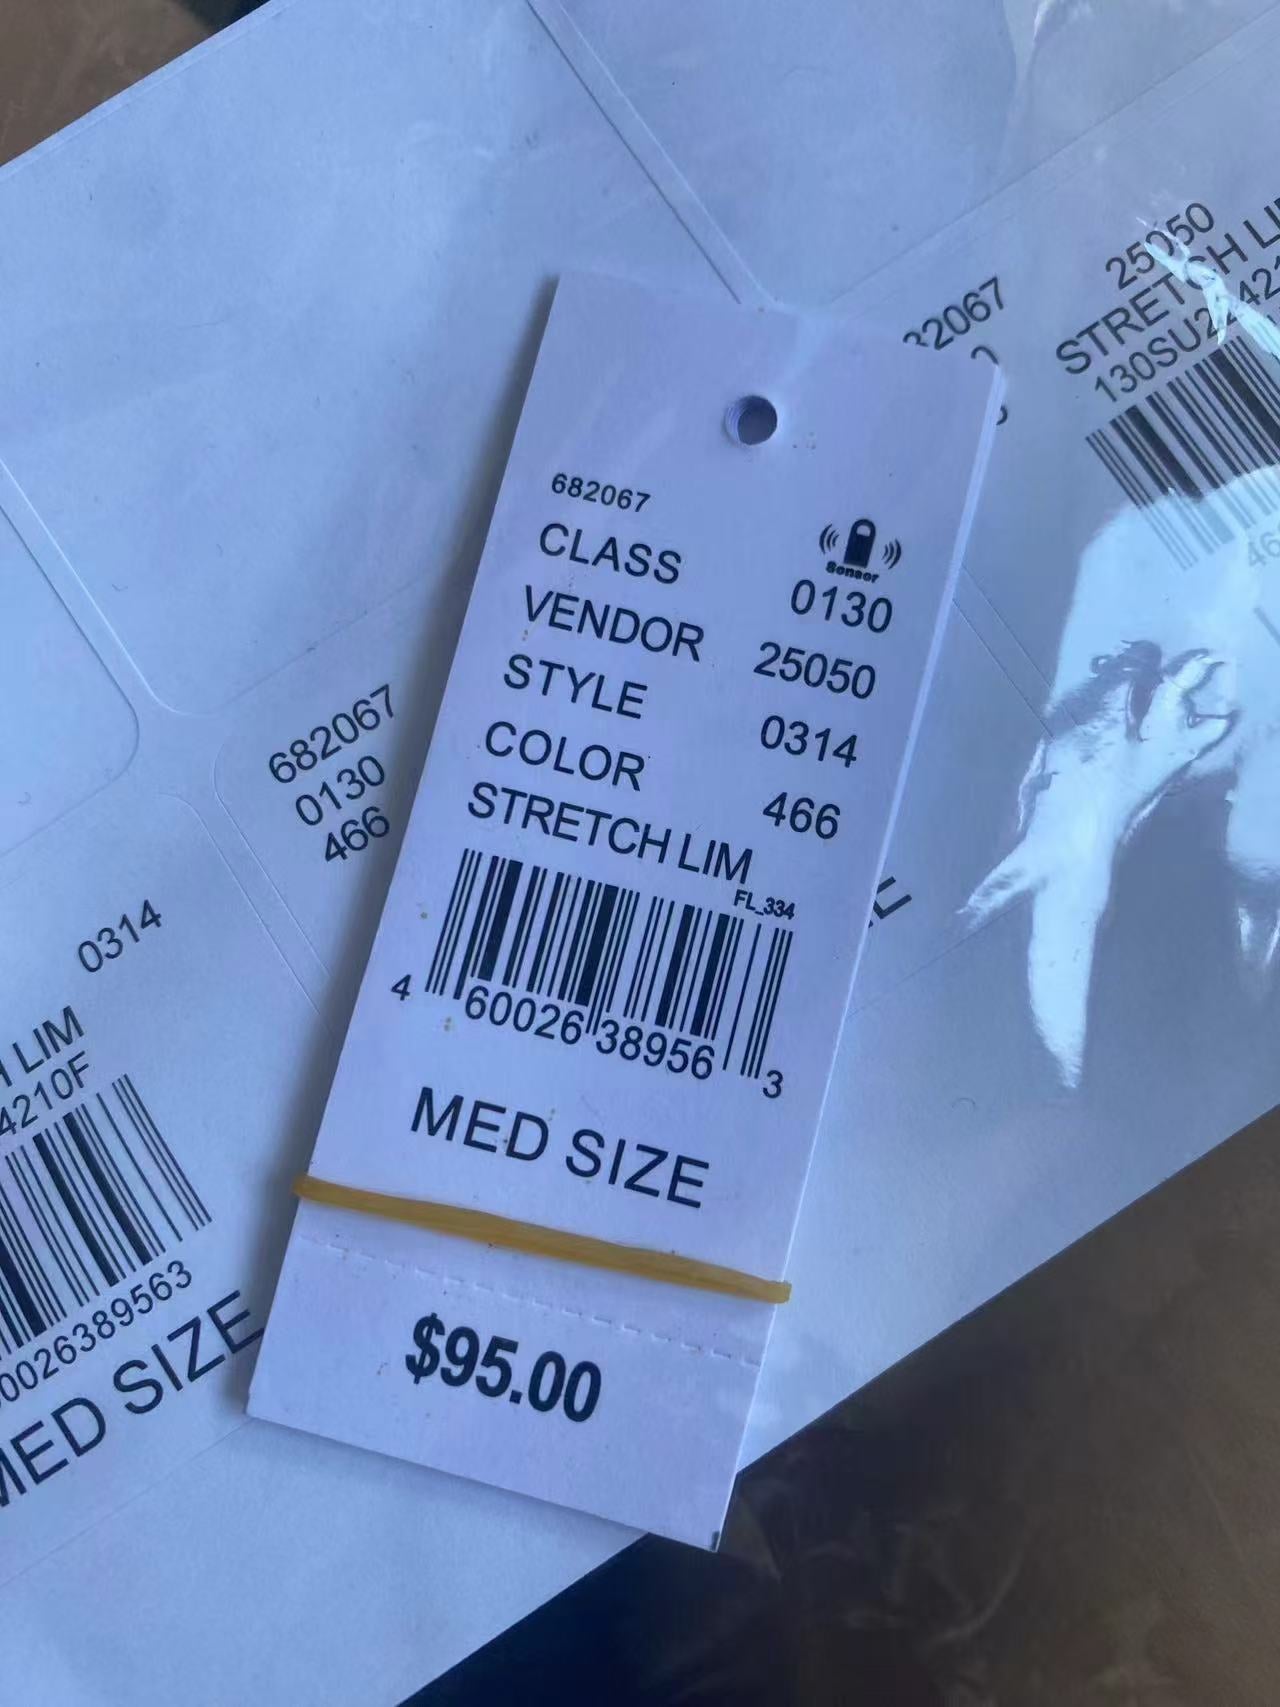 682067
Sensor
CLASS 0130
VENDOR 25050
STYLE 0314
COLOR 466
STRETCH LIM
FL_334
4 60026 38956 3
MED SIZE
$95.00
25050
STRETCH
130SU
2067
682067
0130
466
0314
LIM
4210F
0026389563
MED SIZE